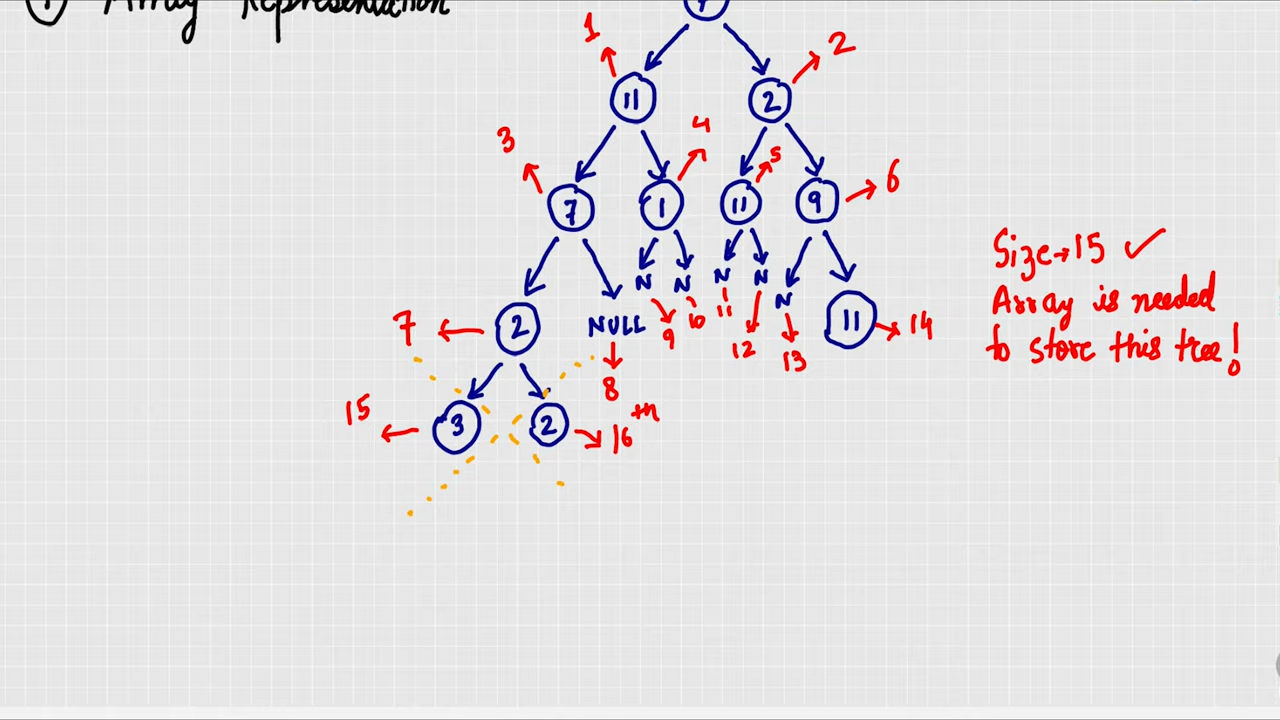 Array Representation
1
2
11
2
3
4
5
6
7
1
11
9
N
N
N
N
N
Size→15 ✓
Array is needed
to store this tree!
7
2
NULL
9
10
11
12
13
11
14
8
15
3
2
16th